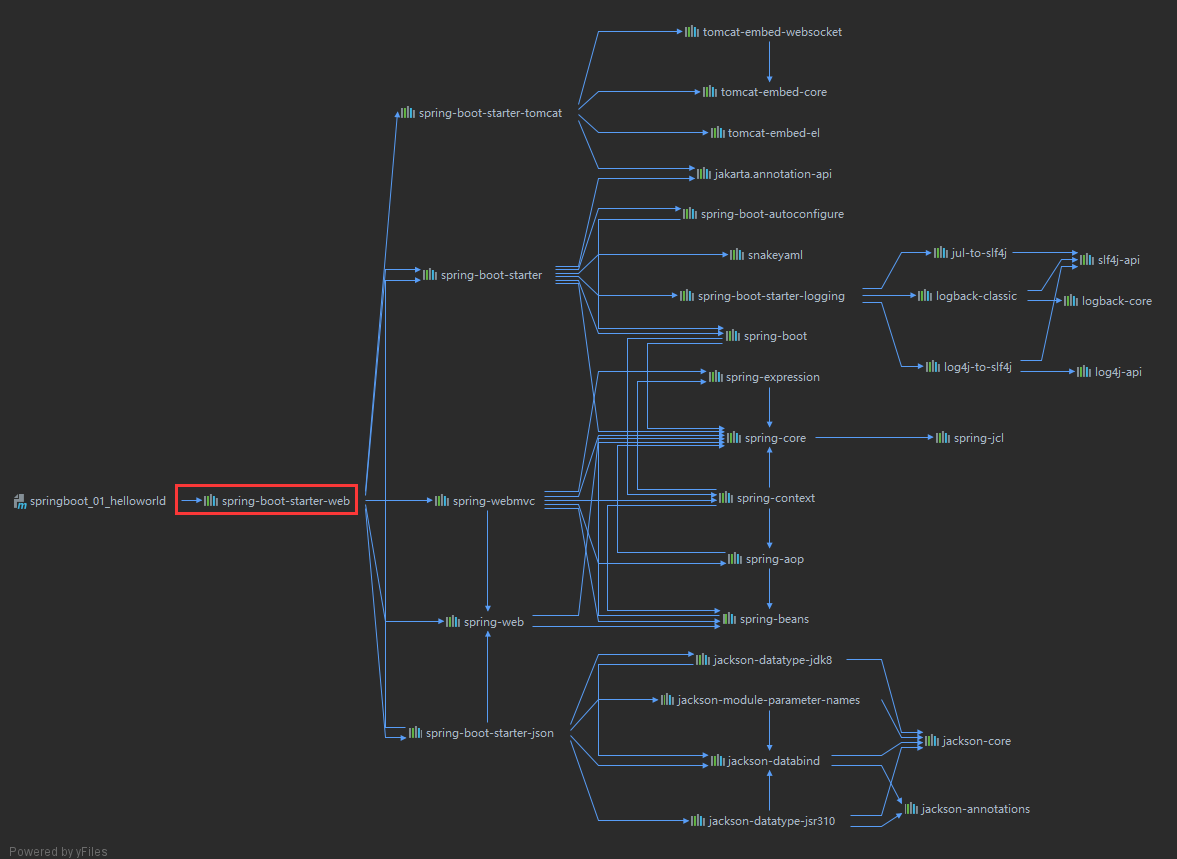 tomcat-embed-websocket
tomcat-embed-core
spring-boot-starter-tomcat
tomcat-embed-el
jakarta.annotation-api
spring-boot-autoconfigure
snakeyaml
jul-to-slf4j
slf4j-api
spring-boot-starter
spring-boot-starter-logging
logback-classic
logback-core
spring-boot
log4j-to-slf4j
log4j-api
spring-expression
spring-core
spring-jcl
springboot_01_helloworld
spring-boot-starter-web
spring-webmvc
spring-context
spring-aop
spring-web
spring-beans
jackson-datatype-jdk8
jackson-module-parameter-names
spring-boot-starter-json
jackson-core
jackson-databind
jackson-annotations
jackson-datatype-jsr310
Powered by yFiles